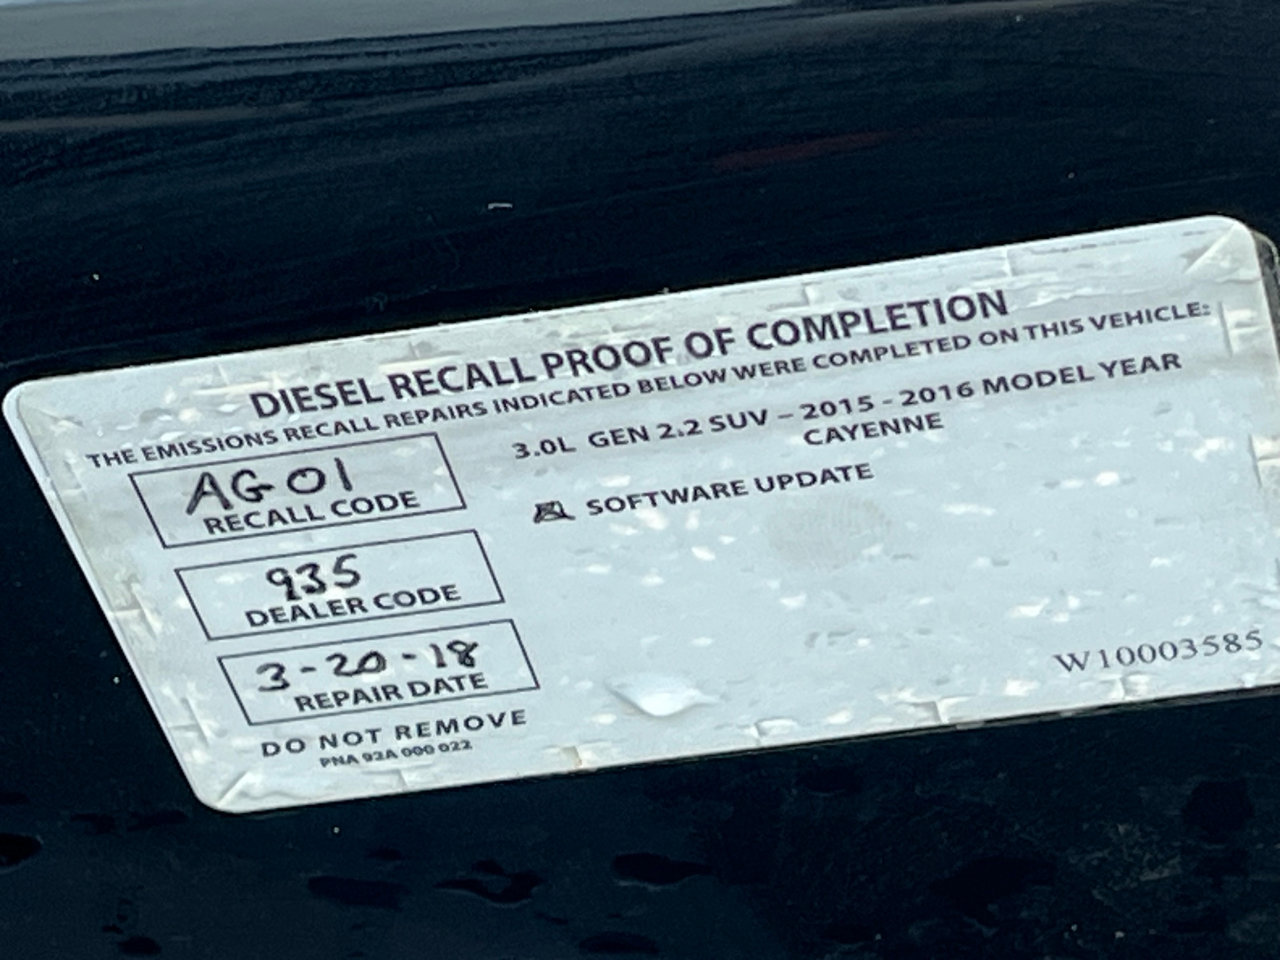 DIESEL RECALL PROOF OF COMPLETION
THE EMISSIONS RECALL REPAIRS INDICATED BELOW WERE COMPLETED ON THIS VEHICLE:
AG01
RECALL CODE
3.0L GEN 2.2 SUV – 2015 - 2016 MODEL YEAR
CAYENNE
SOFTWARE UPDATE
935
DEALER CODE
3-20-18
REPAIR DATE
W10003585
DO NOT REMOVE
PNA 92A 000 022